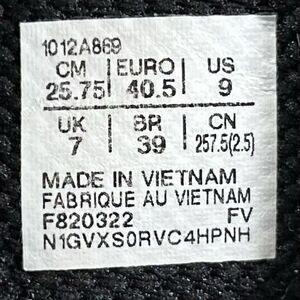 1012A869
CM EURO US
25.75 40.5 9
UK BR CN
7 39 257.5(2.5)
MADE IN VIETNAM
FABRIQUE AU VIETNAM
F820322 FV
N1GVXS0RVC4HPNH